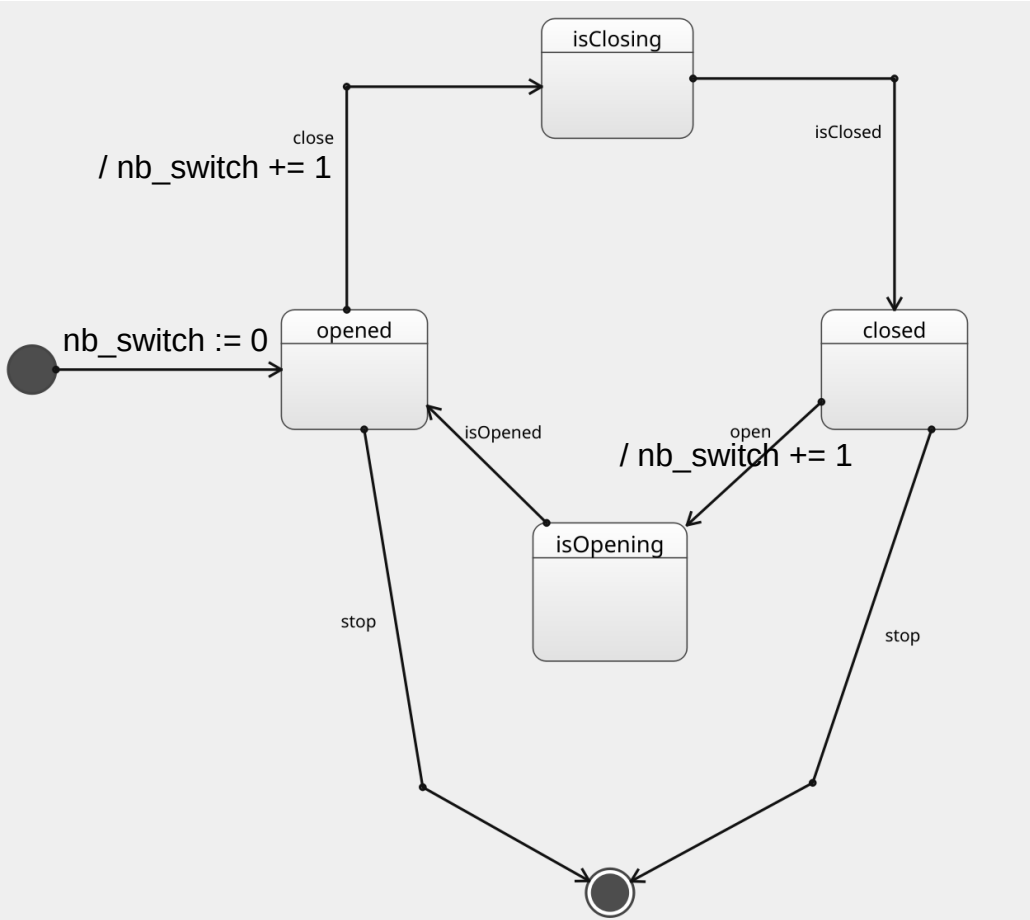 isClosing
close
/ nb_switch += 1
isClosed
nb_switch := 0
opened
closed
isOpened
open
/ nb_switch += 1
isOpening
stop
stop